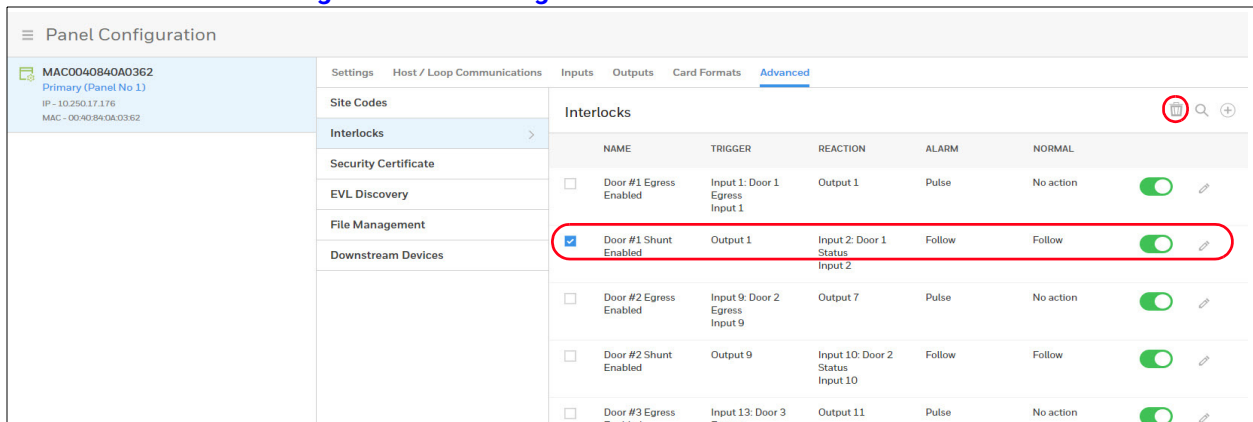 Panel Configuration
MAC0040840A0362
Primary (Panel No 1)
IP - 10.250.17.176
MAC - 00:40:84:0A:03:62
Settings Host / Loop Communications Inputs Outputs Card Formats Advanced
Site Codes
Interlocks
Security Certificate
EVL Discovery
File Management
Downstream Devices
Interlocks
NAME TRIGGER REACTION ALARM NORMAL
Door #1 Egress Input 1: Door 1 Output 1 Pulse No action
Enabled Egress
Input 1
Door #1 Shunt Output 1 Input 2: Door 1 Follow Follow
Enabled Status
Input 2
Door #2 Egress Input 9: Door 2 Output 7 Pulse No action
Enabled Egress
Input 9
Door #2 Shunt Output 9 Input 10: Door 2 Follow Follow
Enabled Status
Input 10
Door #3 Egress Input 13: Door 3 Output 11 Pulse No action